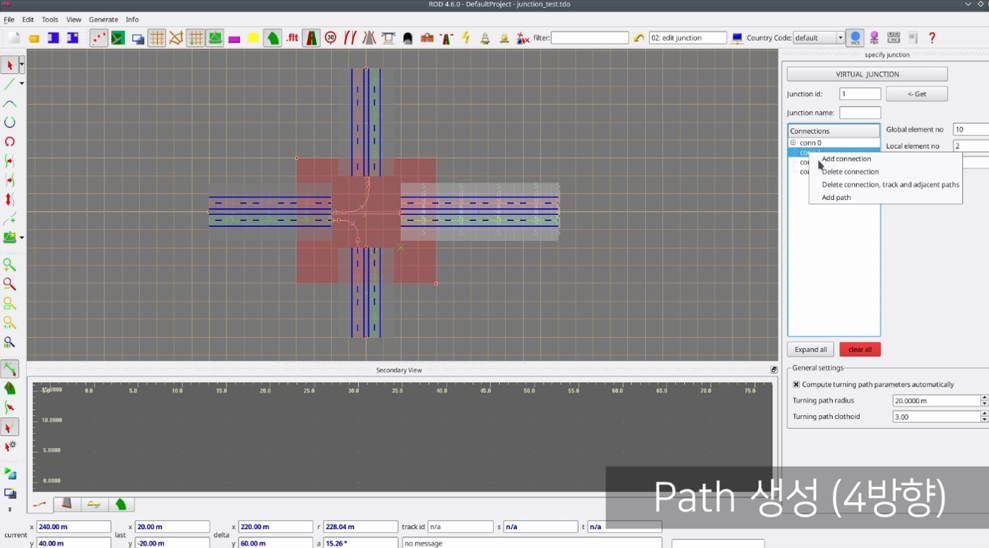 ROD 4.6.0 - DefaultProject - junction_test.tdo
File Edit Tools View Generate Info
.flt
30
filter:
02: edit junction
Country Code: default
?
specify junction
VIRTUAL JUNCTION
Junction id: 1 <- Get
Junction name:
Connections
Global element no 10
conn 0
Local element no 2
Add connection
Delete connection
Delete connection, track and adjacent paths
Add path
Expand all clear all
General settings
Compute turning path parameters automatically
Turning path radius 20.0000 m
Turning path clothoid 3.00
Secondary View
0.0 5.0 10.0 15.0 20.0 25.0 30.0 35.0 40.0 45.0 50.0 55.0 60.0 65.0 70.0 75.0
10.0000
5.0000
0.0000
Path 생성 (4방향)
x 240.00 m x 20.00 m x 220.00 m r 228.04 m track id n/a s n/a t n/a
current last delta
y 40.00 m y -20.00 m y 60.00 m a 15.26° no message